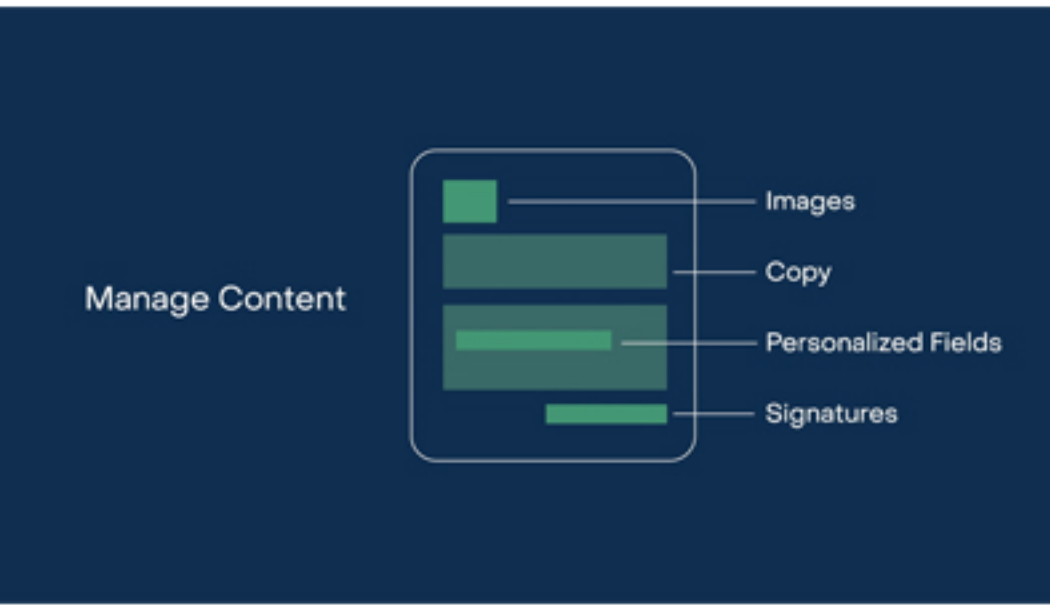 Manage Content
Images
Copy
Personalized Fields
Signatures